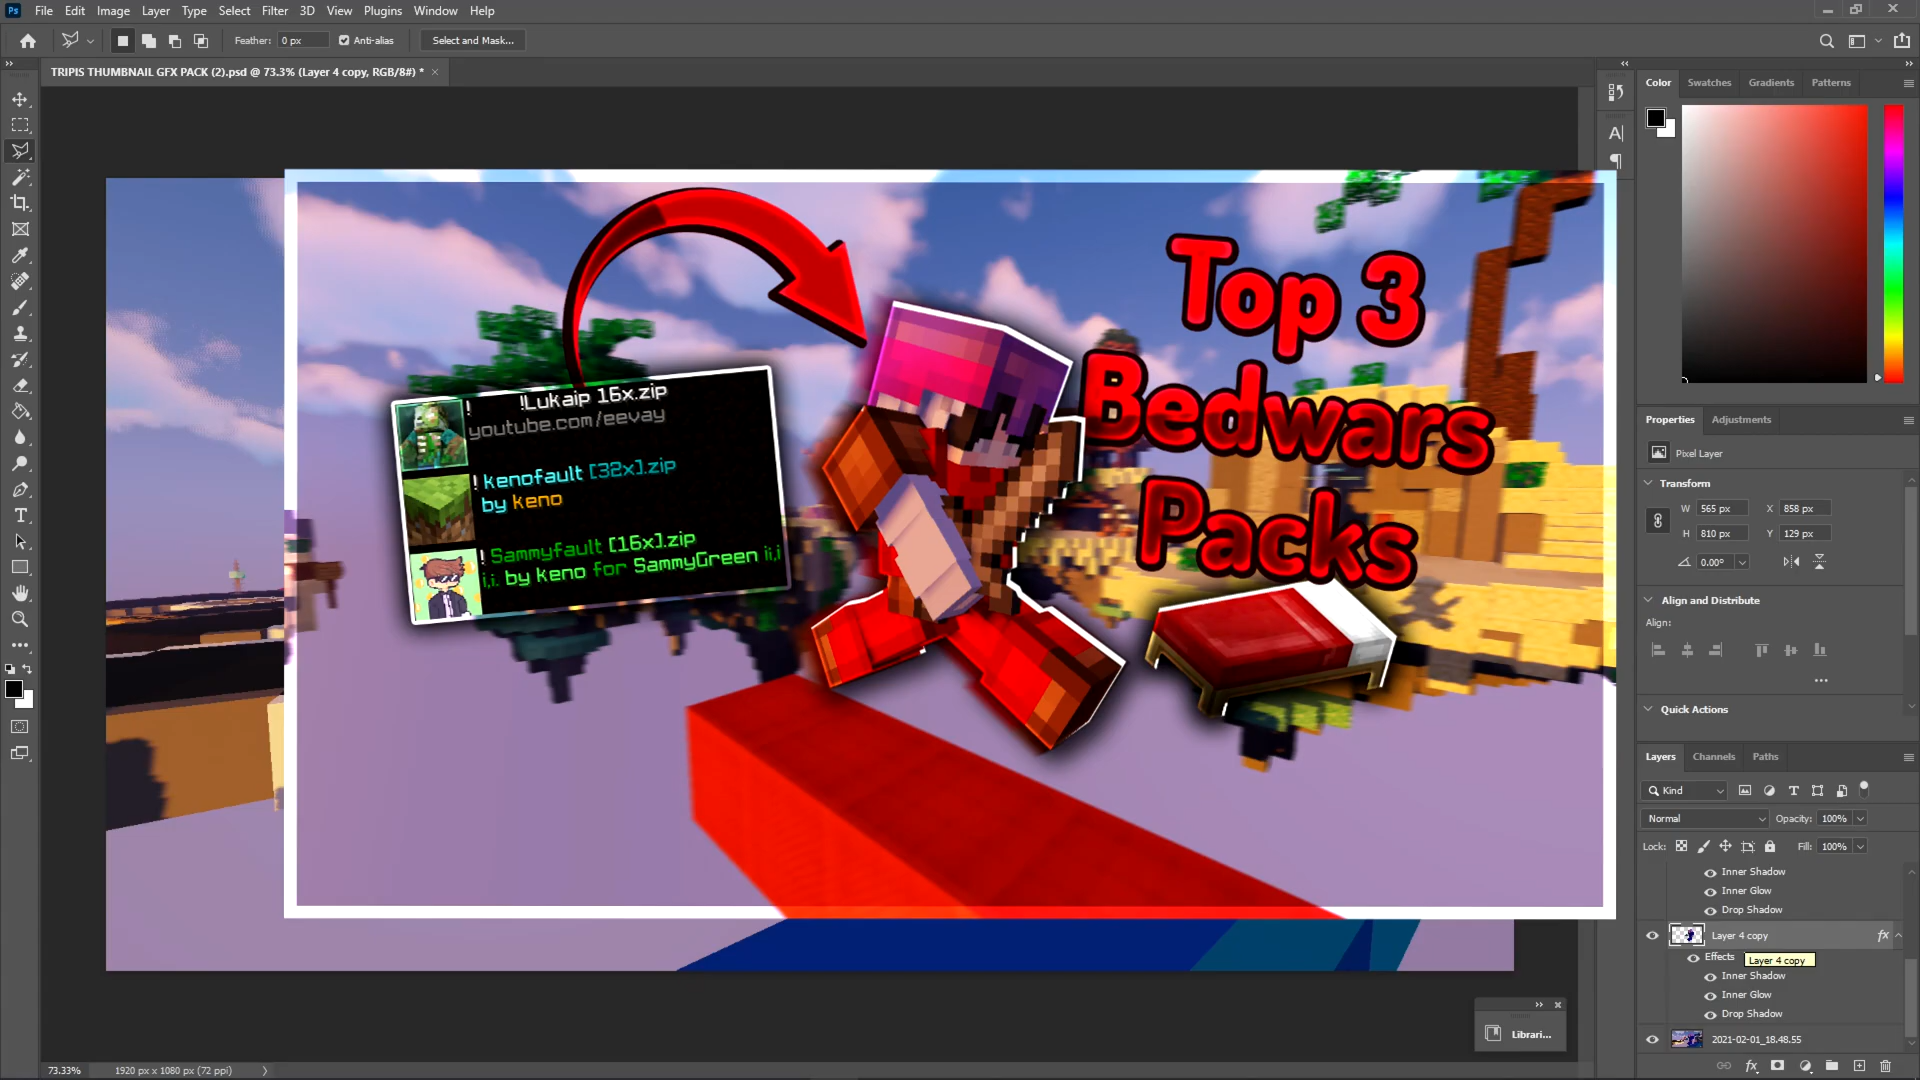 Ps File Edit Image Layer Type Select Filter 3D View Plugins Window Help
Feather: 0 px Anti-alias Select and Mask...
TRIPIS THUMBNAIL GFX PACK (2).psd @ 73.3% (Layer 4 copy, RGB/8#) *
Top 3
Bedwars
Packs
! !Lukaip 16x.zip
youtube.com/eevay
! Kenofault [32x].zip
by keno
! Sammyfault [16x].zip
i,i. by keno for SammyGreen ii,i
Color Swatches Gradients Patterns
Properties Adjustments
Pixel Layer
Transform
W 565 px X 858 px
H 810 px Y 129 px
0.00°
Align and Distribute
Align:
Quick Actions
Layers Channels Paths
Kind
Normal Opacity: 100%
Lock: Fill: 100%
Inner Shadow
Inner Glow
Drop Shadow
Layer 4 copy fx
Effects Layer 4 copy
Inner Shadow
Inner Glow
Drop Shadow
2021-02-01_18.48.55
Librari...
73.33% 1920 px x 1080 px (72 ppi)